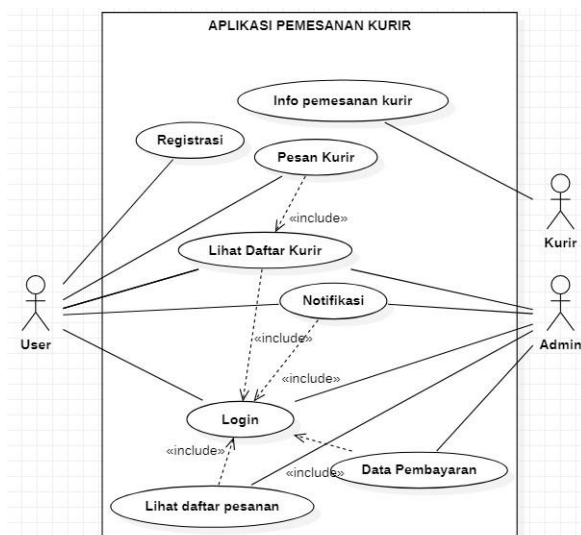 APLIKASI PEMESANAN KURIR
Info pemesanan kurir
Registrasi
Pesan Kurir
«include»
Kurir
Lihat Daftar Kurir
Notifikasi
User
Admin
«include»
«include»
Login
«include»
«include»
Data Pembayaran
Lihat daftar pesanan